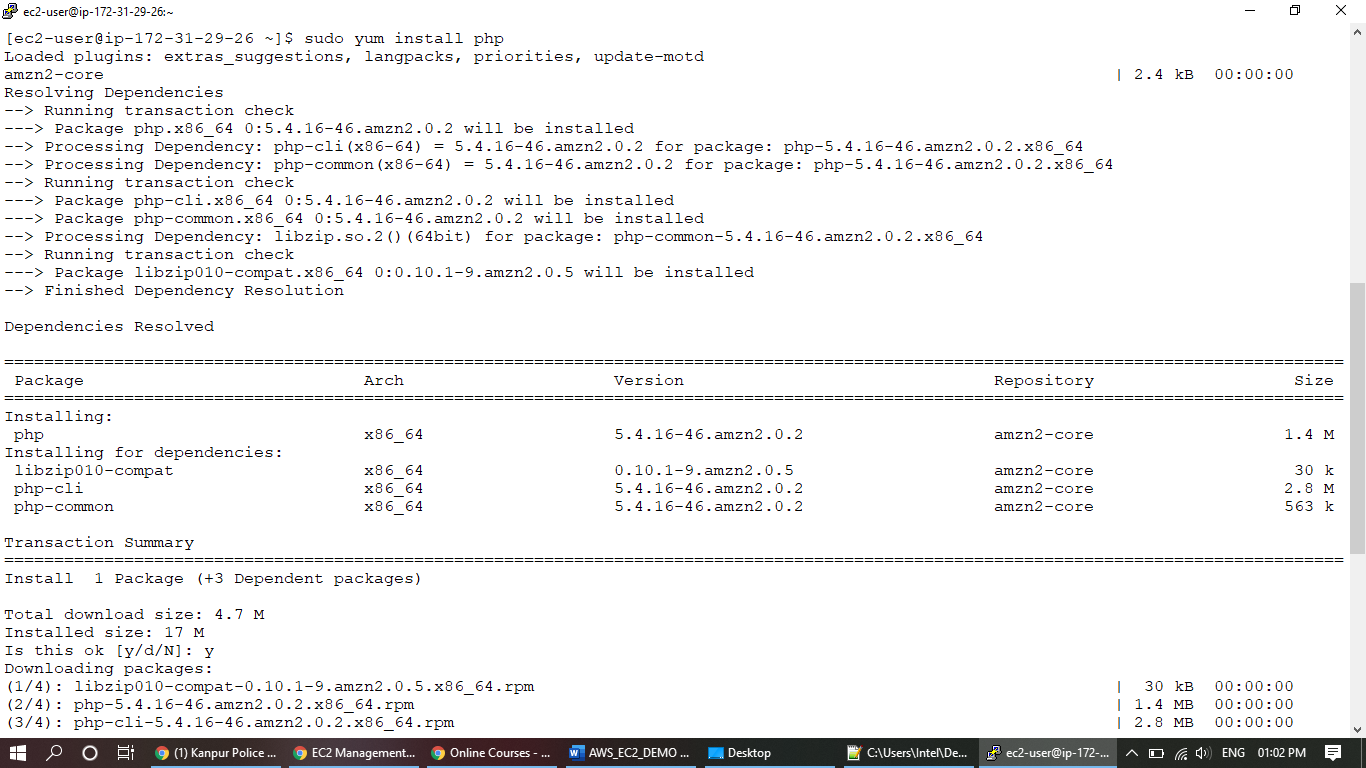 ec2-user@ip-172-31-29-26:~
[ec2-user@ip-172-31-29-26 ~]$ sudo yum install php
Loaded plugins: extras_suggestions, langpacks, priorities, update-motd
amzn2-core | 2.4 kB 00:00:00
Resolving Dependencies
--> Running transaction check
---> Package php.x86_64 0:5.4.16-46.amzn2.0.2 will be installed
--> Processing Dependency: php-cli(x86-64) = 5.4.16-46.amzn2.0.2 for package: php-5.4.16-46.amzn2.0.2.x86_64
--> Processing Dependency: php-common(x86-64) = 5.4.16-46.amzn2.0.2 for package: php-5.4.16-46.amzn2.0.2.x86_64
--> Running transaction check
---> Package php-cli.x86_64 0:5.4.16-46.amzn2.0.2 will be installed
---> Package php-common.x86_64 0:5.4.16-46.amzn2.0.2 will be installed
--> Processing Dependency: libzip.so.2()(64bit) for package: php-common-5.4.16-46.amzn2.0.2.x86_64
--> Running transaction check
---> Package libzip010-compat.x86_64 0:0.10.1-9.amzn2.0.5 will be installed
--> Finished Dependency Resolution
Dependencies Resolved
Package Arch Version Repository Size
Installing:
php x86_64 5.4.16-46.amzn2.0.2 amzn2-core 1.4 M
Installing for dependencies:
libzip010-compat x86_64 0.10.1-9.amzn2.0.5 amzn2-core 30 k
php-cli x86_64 5.4.16-46.amzn2.0.2 amzn2-core 2.8 M
php-common x86_64 5.4.16-46.amzn2.0.2 amzn2-core 563 k
Transaction Summary
Install 1 Package (+3 Dependent packages)
Total download size: 4.7 M
Installed size: 17 M
Is this ok [y/d/N]: y
Downloading packages:
(1/4): libzip010-compat-0.10.1-9.amzn2.0.5.x86_64.rpm | 30 kB 00:00:00
(2/4): php-5.4.16-46.amzn2.0.2.x86_64.rpm | 1.4 MB 00:00:00
(3/4): php-cli-5.4.16-46.amzn2.0.2.x86_64.rpm | 2.8 MB 00:00:00
(1) Kanpur Police ... EC2 Management... Online Courses - ... AWS_EC2_DEMO ... Desktop C:\Users\Intel\De... ec2-user@ip-172-... ENG 01:02 PM